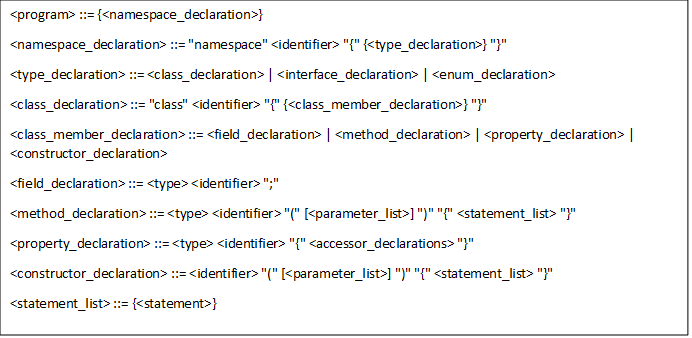 <program> ::= {<namespace_declaration>}
<namespace_declaration> ::= "namespace" <identifier> "{" {<type_declaration>} "}"
<type_declaration> ::= <class_declaration> | <interface_declaration> | <enum_declaration>
<class_declaration> ::= "class" <identifier> "{" {<class_member_declaration>} "}"
<class_member_declaration> ::= <field_declaration> | <method_declaration> | <property_declaration> |
<constructor_declaration>
<field_declaration> ::= <type> <identifier> ";"
<method_declaration> ::= <type> <identifier> "(" [<parameter_list>] ")" "{" <statement_list> "}"
<property_declaration> ::= <type> <identifier> "{" <accessor_declarations> "}"
<constructor_declaration> ::= <identifier> "(" [<parameter_list>] ")" "{" <statement_list> "}"
<statement_list> ::= {<statement>}